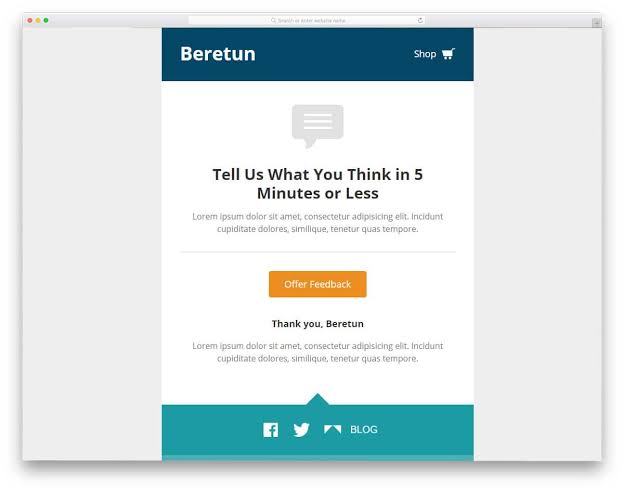 Search or enter website name
Beretun
Shop
Tell Us What You Think in 5
Minutes or Less
Lorem ipsum dolor sit amet, consectetur adipisicing elit. Incidunt
cupiditate dolores, similique, tenetur quas tempore.
Offer Feedback
Thank you, Beretun
Lorem ipsum dolor sit amet, consectetur adipisicing elit. Incidunt
cupiditate dolores, similique, tenetur quas tempore.
BLOG